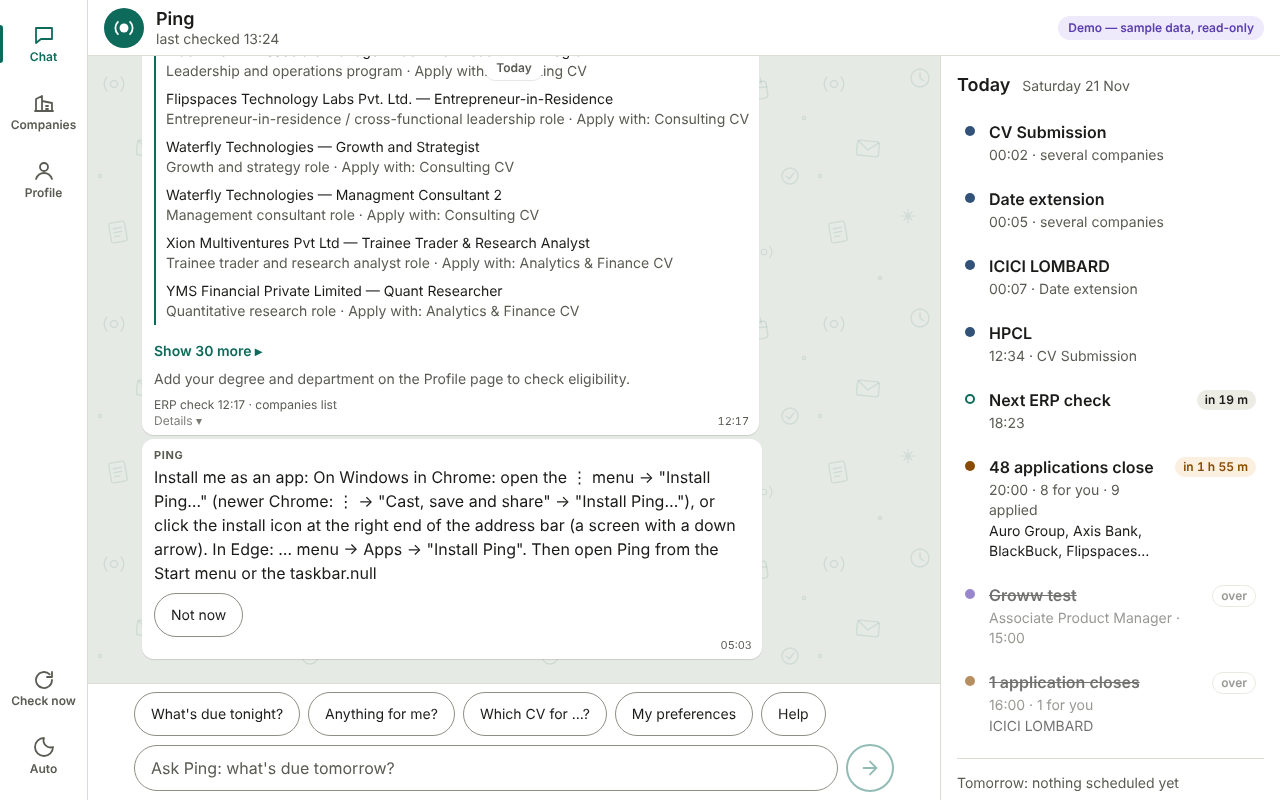 Chat
Companies
Profile
Check now
Auto
Ping
last checked 13:24
Demo — sample data, read-only
Leadership and operations program · Apply with
Today
ing CV
Flipspaces Technology Labs Pvt. Ltd. — Entrepreneur-in-Residence
Entrepreneur-in-residence / cross-functional leadership role · Apply with: Consulting CV
Waterfly Technologies — Growth and Strategist
Growth and strategy role · Apply with: Consulting CV
Waterfly Technologies — Managment Consultant 2
Management consultant role · Apply with: Consulting CV
Xion Multiventures Pvt Ltd — Trainee Trader & Research Analyst
Trainee trader and research analyst role · Apply with: Analytics & Finance CV
YMS Financial Private Limited — Quant Researcher
Quantitative research role · Apply with: Analytics & Finance CV
Show 30 more ▸
Add your degree and department on the Profile page to check eligibility.
ERP check 12:17 · companies list
Details ▾
12:17
PING
Install me as an app: On Windows in Chrome: open the ⋮ menu → "Install
Ping…" (newer Chrome: ⋮ → "Cast, save and share" → "Install Ping…"), or
click the install icon at the right end of the address bar (a screen with a down
arrow). In Edge: … menu → Apps → "Install Ping". Then open Ping from the
Start menu or the taskbar.null
Not now
05:03
What's due tonight?
Anything for me?
Which CV for …?
My preferences
Help
Ask Ping: what's due tomorrow?
Today Saturday 21 Nov
CV Submission
00:02 · several companies
Date extension
00:05 · several companies
ICICI LOMBARD
00:07 · Date extension
HPCL
12:34 · CV Submission
Next ERP check
in 19 m
18:23
48 applications close
in 1 h 55 m
20:00 · 8 for you · 9
applied
Auro Group, Axis Bank,
BlackBuck, Flipspaces…
Groww test
over
Associate Product Manager ·
15:00
1 application closes
over
16:00 · 1 for you
ICICI LOMBARD
Tomorrow: nothing scheduled yet